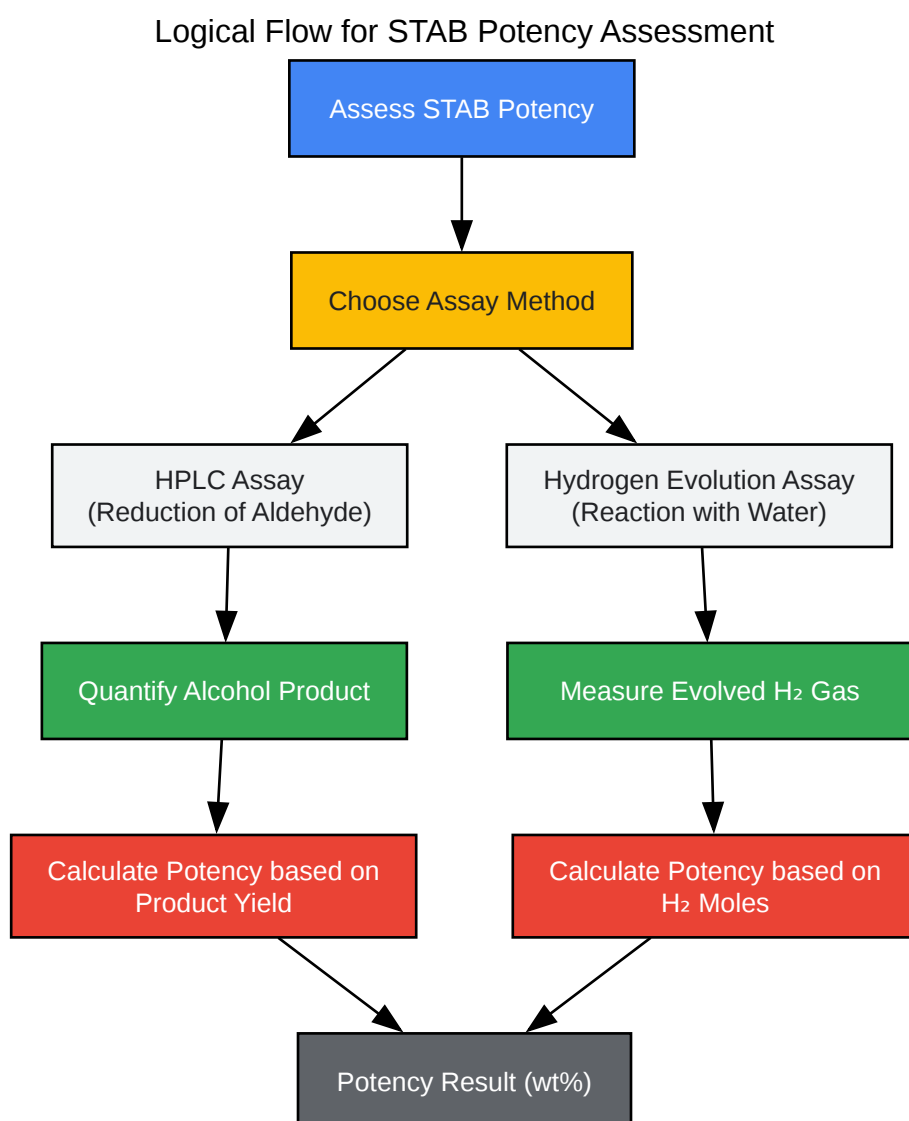 Logical Flow for STAB Potency Assessment
Assess STAB Potency
Choose Assay Method
HPLC Assay
(Reduction of Aldehyde)
Hydrogen Evolution Assay
(Reaction with Water)
Quantify Alcohol Product
Measure Evolved H₂ Gas
Calculate Potency based on
Product Yield
Calculate Potency based on
H₂ Moles
Potency Result (wt%)